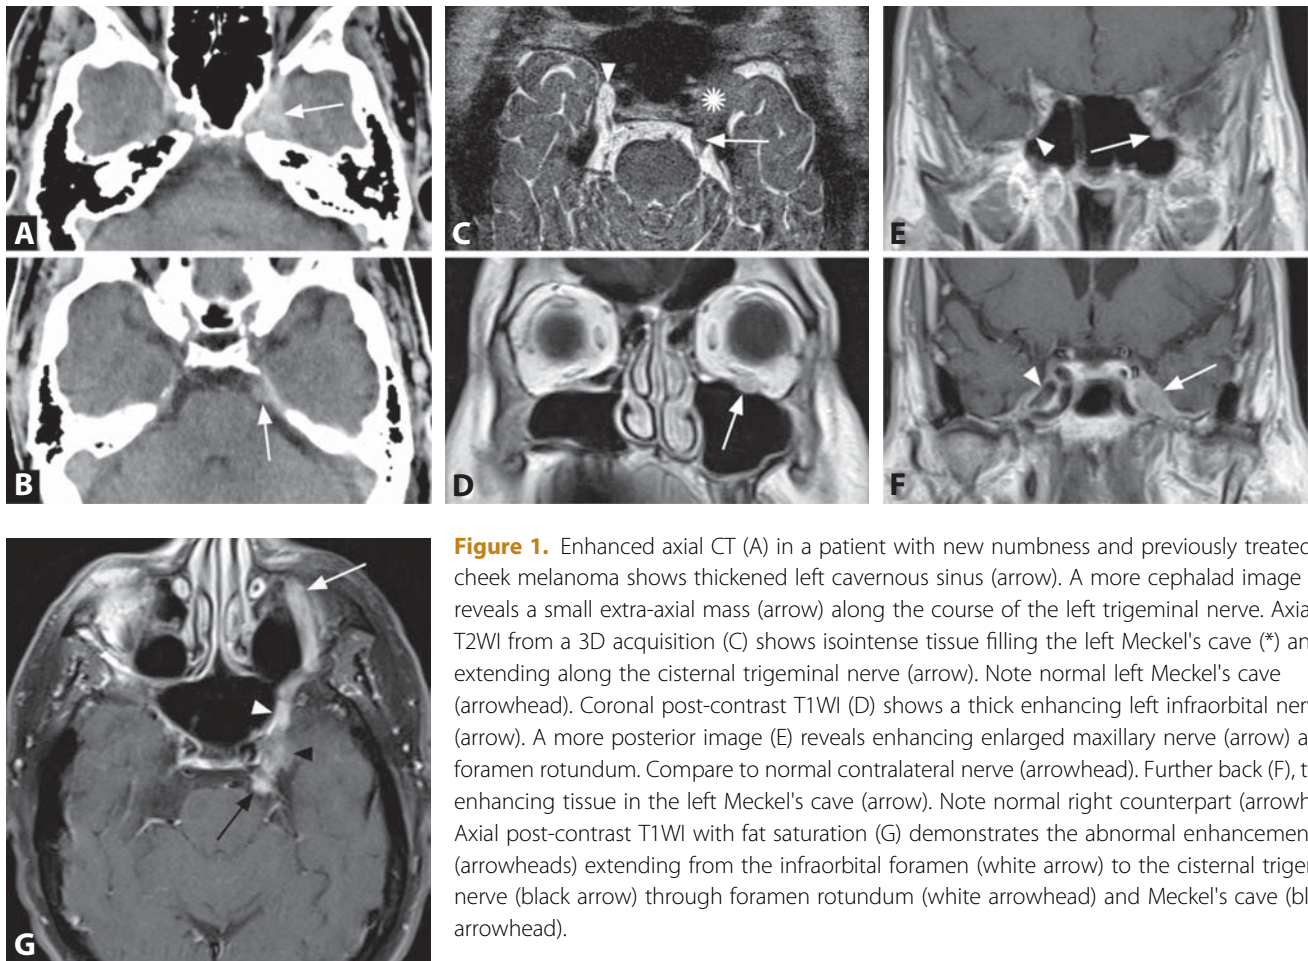 A
B
C
D
E
F
G
Figure 1. Enhanced axial CT (A) in a patient with new numbness and previously treated
cheek melanoma shows thickened left cavernous sinus (arrow). A more cephalad image
reveals a small extra-axial mass (arrow) along the course of the left trigeminal nerve. Axia
T2WI from a 3D acquisition (C) shows isointense tissue filling the left Meckel's cave (*) an
extending along the cisternal trigeminal nerve (arrow). Note normal left Meckel's cave
(arrowhead). Coronal post-contrast T1WI (D) shows a thick enhancing left infraorbital ner
(arrow). A more posterior image (E) reveals enhancing enlarged maxillary nerve (arrow) a
foramen rotundum. Compare to normal contralateral nerve (arrowhead). Further back (F), t
enhancing tissue in the left Meckel's cave (arrow). Note normal right counterpart (arrowh
Axial post-contrast T1WI with fat saturation (G) demonstrates the abnormal enhancemen
(arrowheads) extending from the infraorbital foramen (white arrow) to the cisternal trige
nerve (black arrow) through foramen rotundum (white arrowhead) and Meckel's cave (bl
arrowhead).